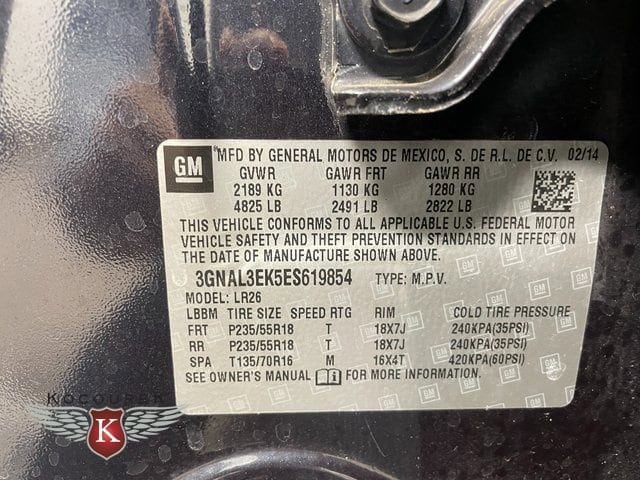 GM
MFD BY GENERAL MOTORS DE MEXICO, S. DE R.L. DE C.V. 02/14
GVWR GAWR FRT GAWR RR
2189 KG 1130 KG 1280 KG
4825 LB 2491 LB 2822 LB
THIS VEHICLE CONFORMS TO ALL APPLICABLE U.S. FEDERAL MOTOR
VEHICLE SAFETY AND THEFT PREVENTION STANDARDS IN EFFECT ON
THE DATE OF MANUFACTURE SHOWN ABOVE.
3GNAL3EK5ES619854 TYPE: M.P.V.
MODEL: LR26
LBBM TIRE SIZE SPEED RTG RIM COLD TIRE PRESSURE
FRT P235/55R18 T 18X7J 240KPA(35PSI)
RR P235/55R18 T 18X7J 240KPA(35PSI)
SPA T135/70R16 M 16X4T 420KPA(60PSI)
SEE OWNER'S MANUAL FOR MORE INFORMATION.
KOCOUREK
K